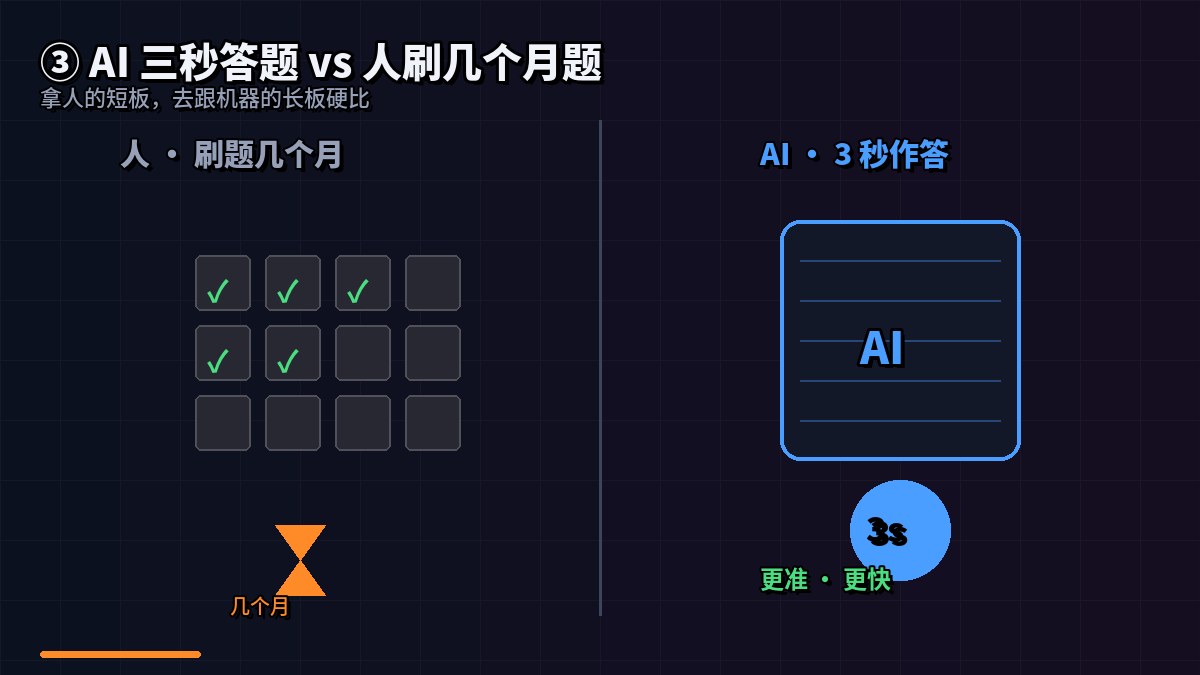 ③ AI 三秒答题 vs 人刷几个月题
拿人的短板，去跟机器的长板硬比
人 · 刷题几个月
AI · 3 秒作答
AI
3s
更准 · 更快
几个月